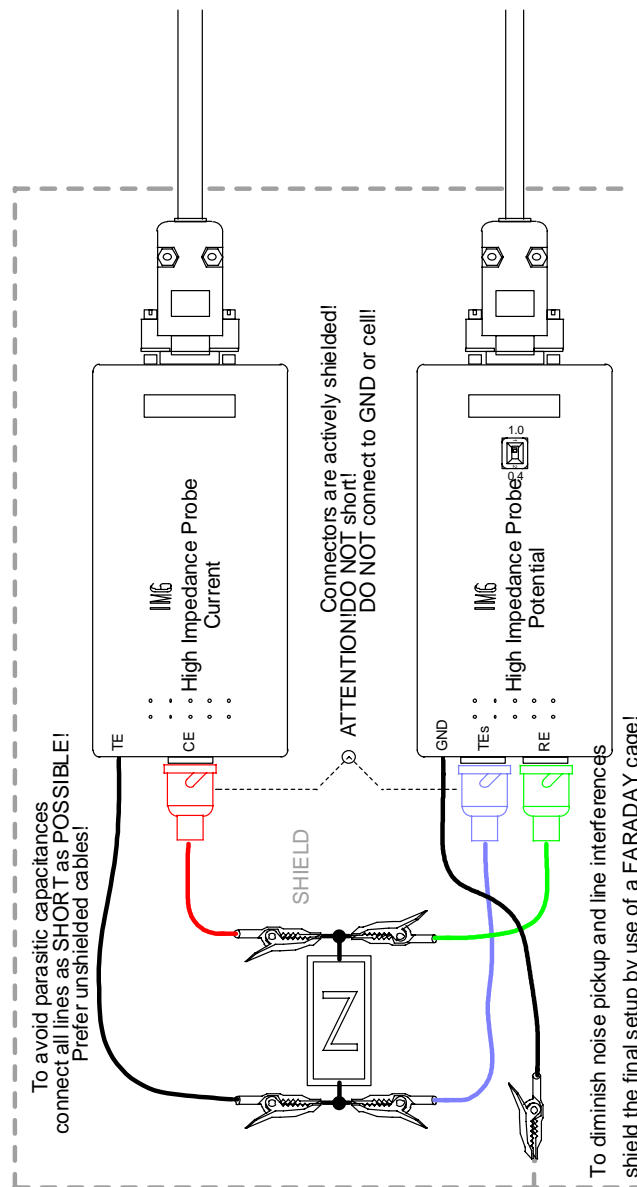 To avoid parasitic capacitances
connect all lines as SHORT as POSSIBLE!
Prefer unshielded cables!
TE
CE
IM6
High Impedance Probe
Current
SHIELD
Connectors are actively shielded!
ATTENTION!DO NOT short!
DO NOT connect to GND or cell!
GND
TEs
RE
IM6
High Impedance Probe
Potential
1.0
0.4
Z
To diminish noise pickup and line interferences
shield the final setup by use of a FARADAY cage!